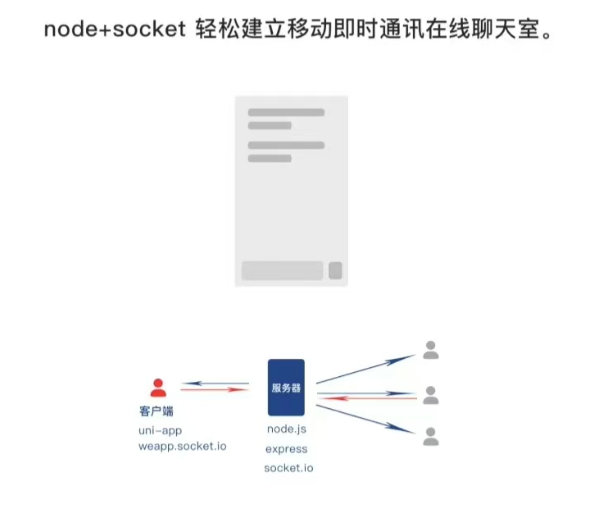 node+socket 轻松建立移动即时通讯在线聊天室。
服务器
客户端
uni-app
weapp.socket.io
node.js
express
socket.io